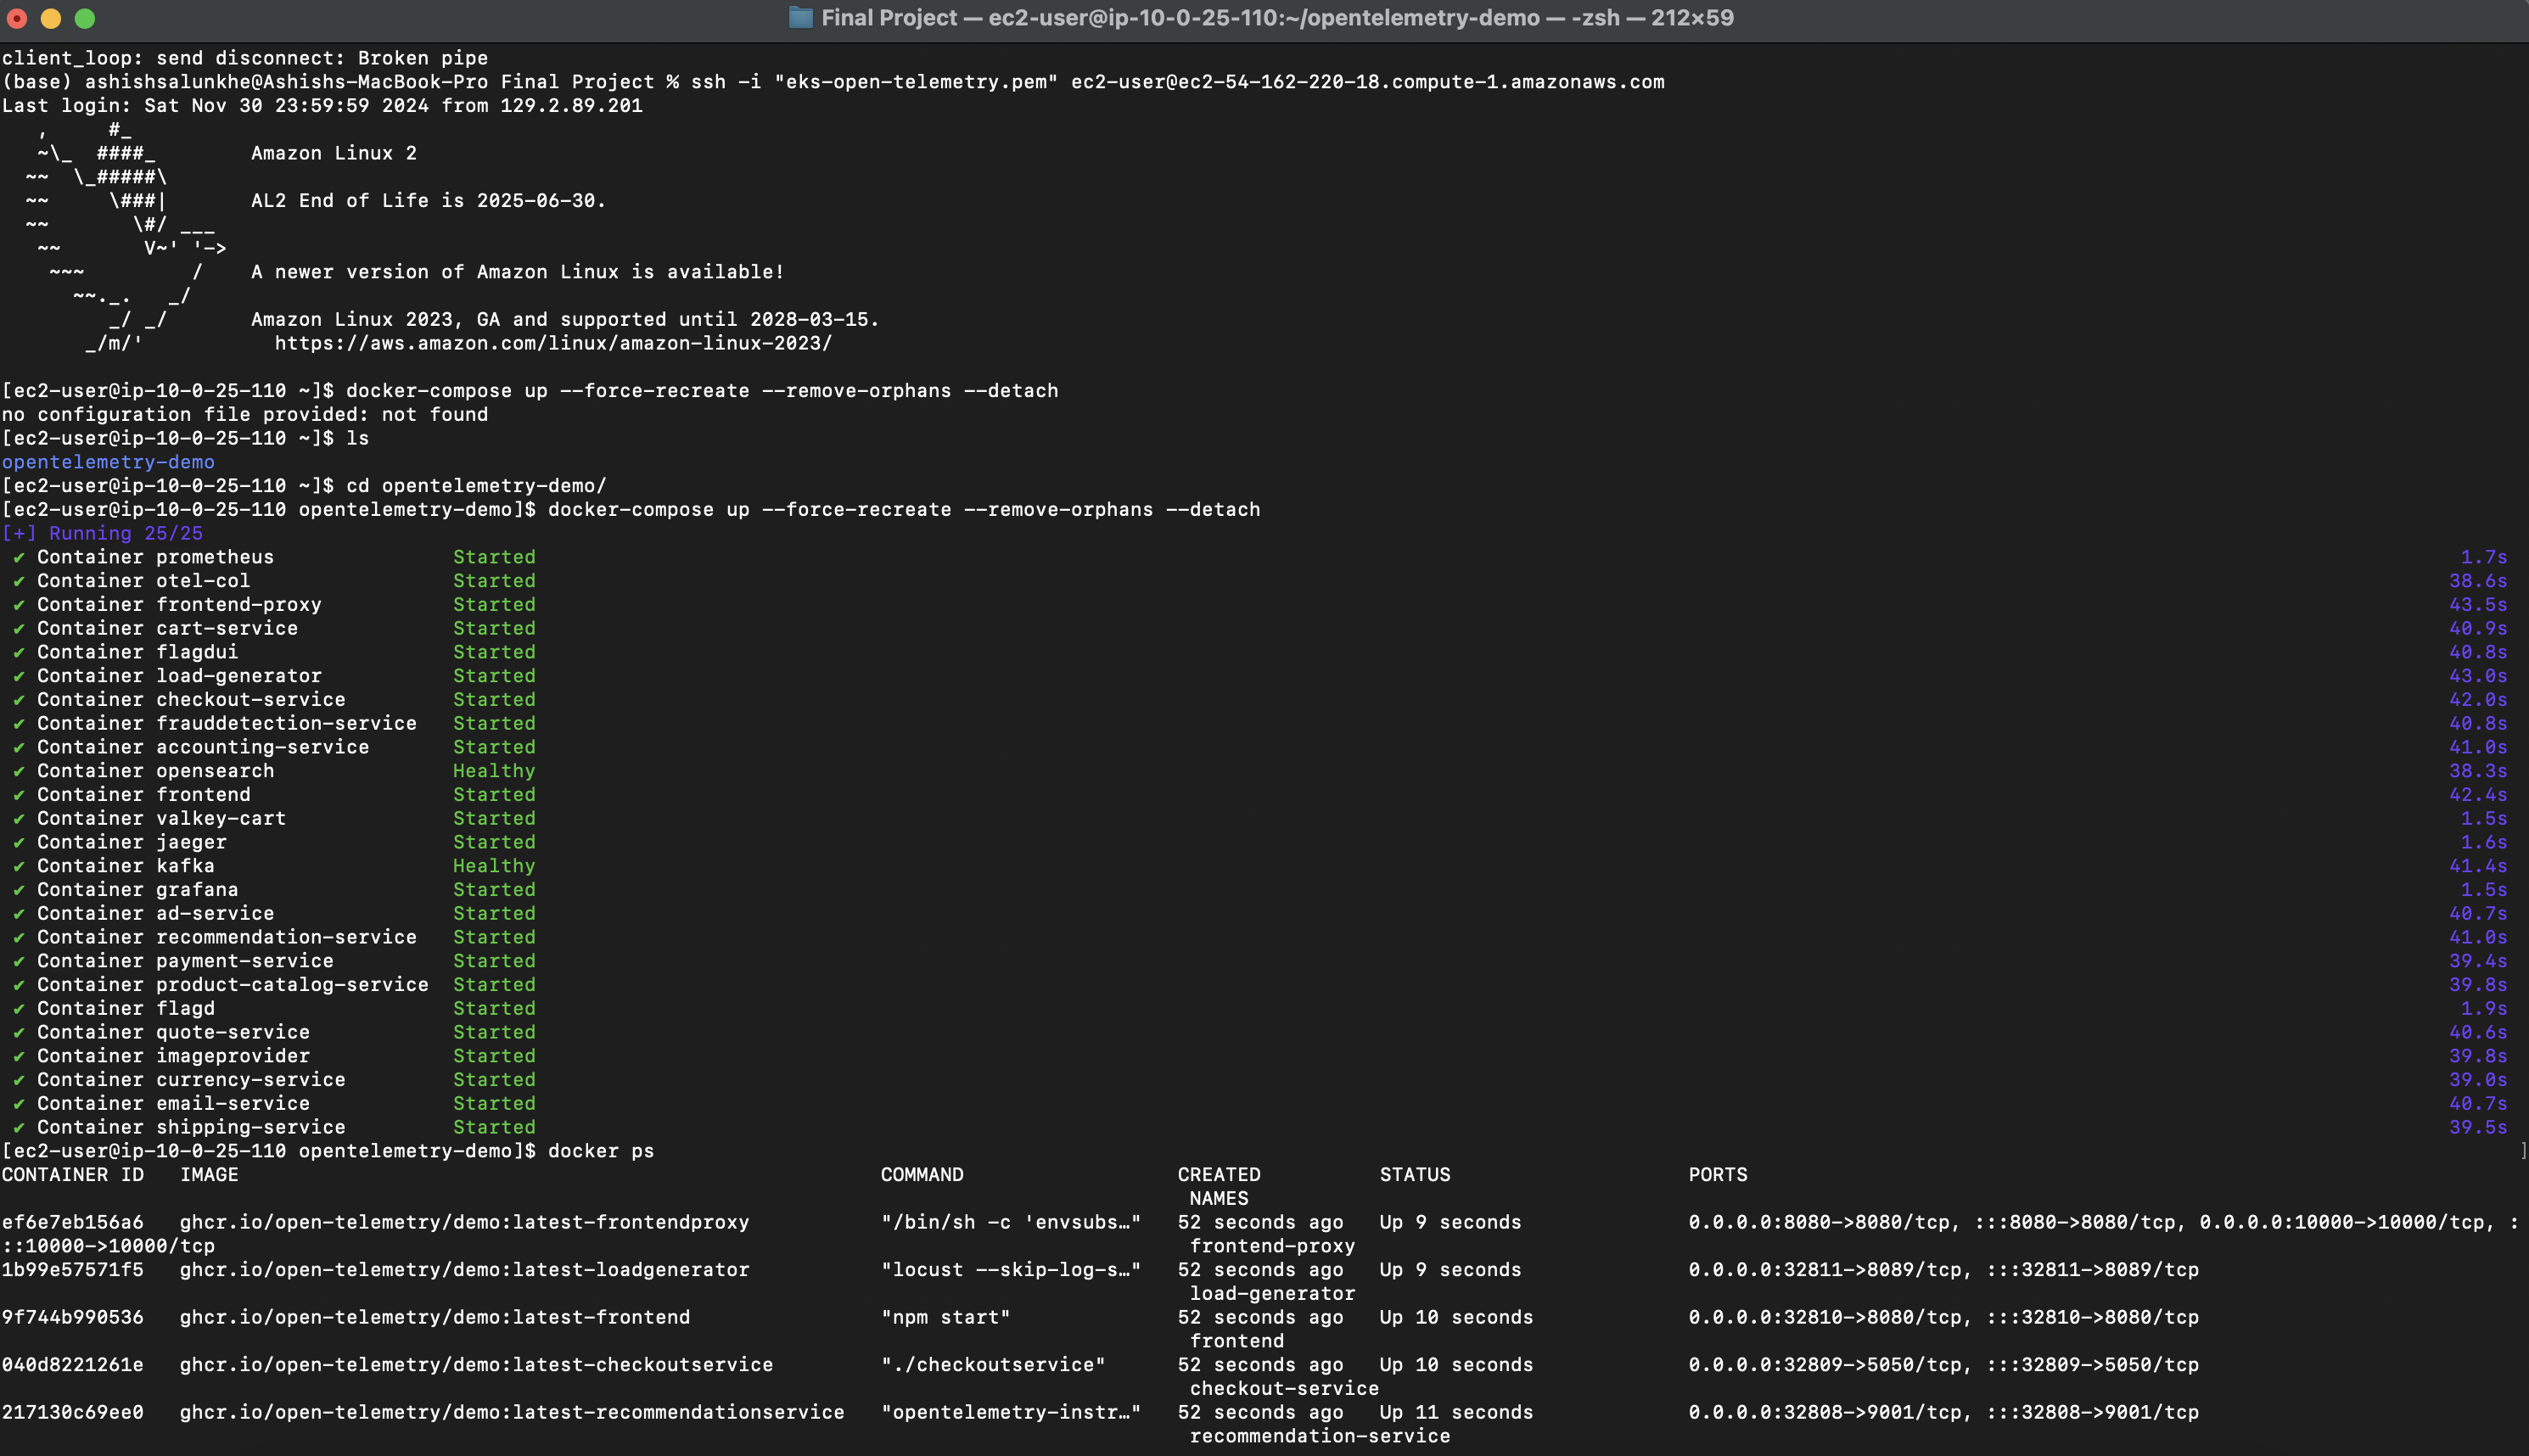 Final Project — ec2-user@ip-10-0-25-110:~/opentelemetry-demo — -zsh — 212×59
client_loop: send disconnect: Broken pipe
(base) ashishsalunkhe@Ashishs-MacBook-Pro Final Project % ssh -i "eks-open-telemetry.pem" ec2-user@ec2-54-162-220-18.compute-1.amazonaws.com
Last login: Sat Nov 30 23:59:59 2024 from 129.2.89.201
   ,     #_
   ~\_  ####_        Amazon Linux 2
  ~~  \_#####\
  ~~     \###|       AL2 End of Life is 2025-06-30.
  ~~       \#/ ___
   ~~       V~' '->
    ~~~         /    A newer version of Amazon Linux is available!
      ~~._.   _/
         _/ _/       Amazon Linux 2023, GA and supported until 2028-03-15.
       _/m/'           https://aws.amazon.com/linux/amazon-linux-2023/
[ec2-user@ip-10-0-25-110 ~]$ docker-compose up --force-recreate --remove-orphans --detach
no configuration file provided: not found
[ec2-user@ip-10-0-25-110 ~]$ ls
opentelemetry-demo
[ec2-user@ip-10-0-25-110 ~]$ cd opentelemetry-demo/
[ec2-user@ip-10-0-25-110 opentelemetry-demo]$ docker-compose up --force-recreate --remove-orphans --detach
[+] Running 25/25
 ✔ Container prometheus               Started 1.7s
 ✔ Container otel-col                 Started 38.6s
 ✔ Container frontend-proxy           Started 43.5s
 ✔ Container cart-service             Started 40.9s
 ✔ Container flagdui                  Started 40.8s
 ✔ Container load-generator           Started 43.0s
 ✔ Container checkout-service         Started 42.0s
 ✔ Container frauddetection-service   Started 40.8s
 ✔ Container accounting-service       Started 41.0s
 ✔ Container opensearch               Healthy 38.3s
 ✔ Container frontend                 Started 42.4s
 ✔ Container valkey-cart              Started 1.5s
 ✔ Container jaeger                   Started 1.6s
 ✔ Container kafka                    Healthy 41.4s
 ✔ Container grafana                  Started 1.5s
 ✔ Container ad-service               Started 40.7s
 ✔ Container recommendation-service   Started 41.0s
 ✔ Container payment-service          Started 39.4s
 ✔ Container product-catalog-service  Started 39.8s
 ✔ Container flagd                    Started 1.9s
 ✔ Container quote-service            Started 40.6s
 ✔ Container imageprovider            Started 39.8s
 ✔ Container currency-service         Started 39.0s
 ✔ Container email-service            Started 40.7s
 ✔ Container shipping-service         Started 39.5s
[ec2-user@ip-10-0-25-110 opentelemetry-demo]$ docker ps ]
CONTAINER ID   IMAGE   COMMAND   CREATED   STATUS   PORTS
NAMES
ef6e7eb156a6   ghcr.io/open-telemetry/demo:latest-frontendproxy   "/bin/sh -c 'envsubs…"   52 seconds ago   Up 9 seconds   0.0.0.0:8080->8080/tcp, :::8080->8080/tcp, 0.0.0.0:10000->10000/tcp, :
::10000->10000/tcp   frontend-proxy
1b99e57571f5   ghcr.io/open-telemetry/demo:latest-loadgenerator   "locust --skip-log-s…"   52 seconds ago   Up 9 seconds   0.0.0.0:32811->8089/tcp, :::32811->8089/tcp
load-generator
9f744b990536   ghcr.io/open-telemetry/demo:latest-frontend   "npm start"   52 seconds ago   Up 10 seconds   0.0.0.0:32810->8080/tcp, :::32810->8080/tcp
frontend
040d8221261e   ghcr.io/open-telemetry/demo:latest-checkoutservice   "./checkoutservice"   52 seconds ago   Up 10 seconds   0.0.0.0:32809->5050/tcp, :::32809->5050/tcp
checkout-service
217130c69ee0   ghcr.io/open-telemetry/demo:latest-recommendationservice   "opentelemetry-instr…"   52 seconds ago   Up 11 seconds   0.0.0.0:32808->9001/tcp, :::32808->9001/tcp
recommendation-service